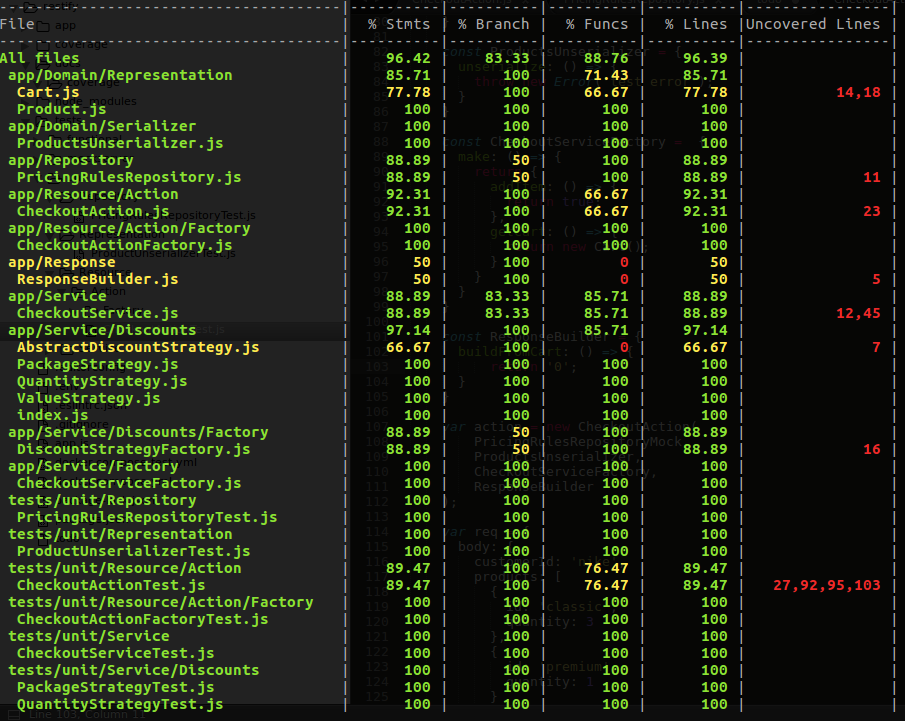 File | % Stmts | % Branch | % Funcs | % Lines |Uncovered Lines |
All files | 96.42 | 83.33 | 88.76 | 96.39 | |
app/Domain/Representation | 85.71 | 100 | 71.43 | 85.71 | |
Cart.js | 77.78 | 100 | 66.67 | 77.78 | 14,18 |
Product.js | 100 | 100 | 100 | 100 | |
app/Domain/Serializer | 100 | 100 | 100 | 100 | |
ProductsUnserializer.js | 100 | 100 | 100 | 100 | |
app/Repository | 88.89 | 50 | 100 | 88.89 | |
PricingRulesRepository.js | 88.89 | 50 | 100 | 88.89 | 11 |
app/Resource/Action | 92.31 | 100 | 66.67 | 92.31 | |
CheckoutAction.js | 92.31 | 100 | 66.67 | 92.31 | 23 |
app/Resource/Action/Factory | 100 | 100 | 100 | 100 | |
CheckoutActionFactory.js | 100 | 100 | 100 | 100 | |
app/Response | 50 | 100 | 0 | 50 | |
ResponseBuilder.js | 50 | 100 | 0 | 50 | 5 |
app/Service | 88.89 | 83.33 | 85.71 | 88.89 | |
CheckoutService.js | 88.89 | 83.33 | 85.71 | 88.89 | 12,45 |
app/Service/Discounts | 97.14 | 100 | 85.71 | 97.14 | |
AbstractDiscountStrategy.js | 66.67 | 100 | 0 | 66.67 | 7 |
PackageStrategy.js | 100 | 100 | 100 | 100 | |
QuantityStrategy.js | 100 | 100 | 100 | 100 | |
ValueStrategy.js | 100 | 100 | 100 | 100 | |
index.js | 100 | 100 | 100 | 100 | |
app/Service/Discounts/Factory | 88.89 | 50 | 100 | 88.89 | |
DiscountStrategyFactory.js | 88.89 | 50 | 100 | 88.89 | 16 |
app/Service/Factory | 100 | 100 | 100 | 100 | |
CheckoutServiceFactory.js | 100 | 100 | 100 | 100 | |
tests/unit/Repository | 100 | 100 | 100 | 100 | |
PricingRulesRepositoryTest.js | 100 | 100 | 100 | 100 | |
tests/unit/Representation | 100 | 100 | 100 | 100 | |
ProductUnserializerTest.js | 100 | 100 | 100 | 100 | |
tests/unit/Resource/Action | 89.47 | 100 | 76.47 | 89.47 | |
CheckoutActionTest.js | 89.47 | 100 | 76.47 | 89.47 | 27,92,95,103 |
tests/unit/Resource/Action/Factory | 100 | 100 | 100 | 100 | |
CheckoutActionFactoryTest.js | 100 | 100 | 100 | 100 | |
tests/unit/Service | 100 | 100 | 100 | 100 | |
CheckoutServiceTest.js | 100 | 100 | 100 | 100 | |
tests/unit/Service/Discounts | 100 | 100 | 100 | 100 | |
PackageStrategyTest.js | 100 | 100 | 100 | 100 | |
QuantityStrategyTest.js | 100 | 100 | 100 | 100 | |